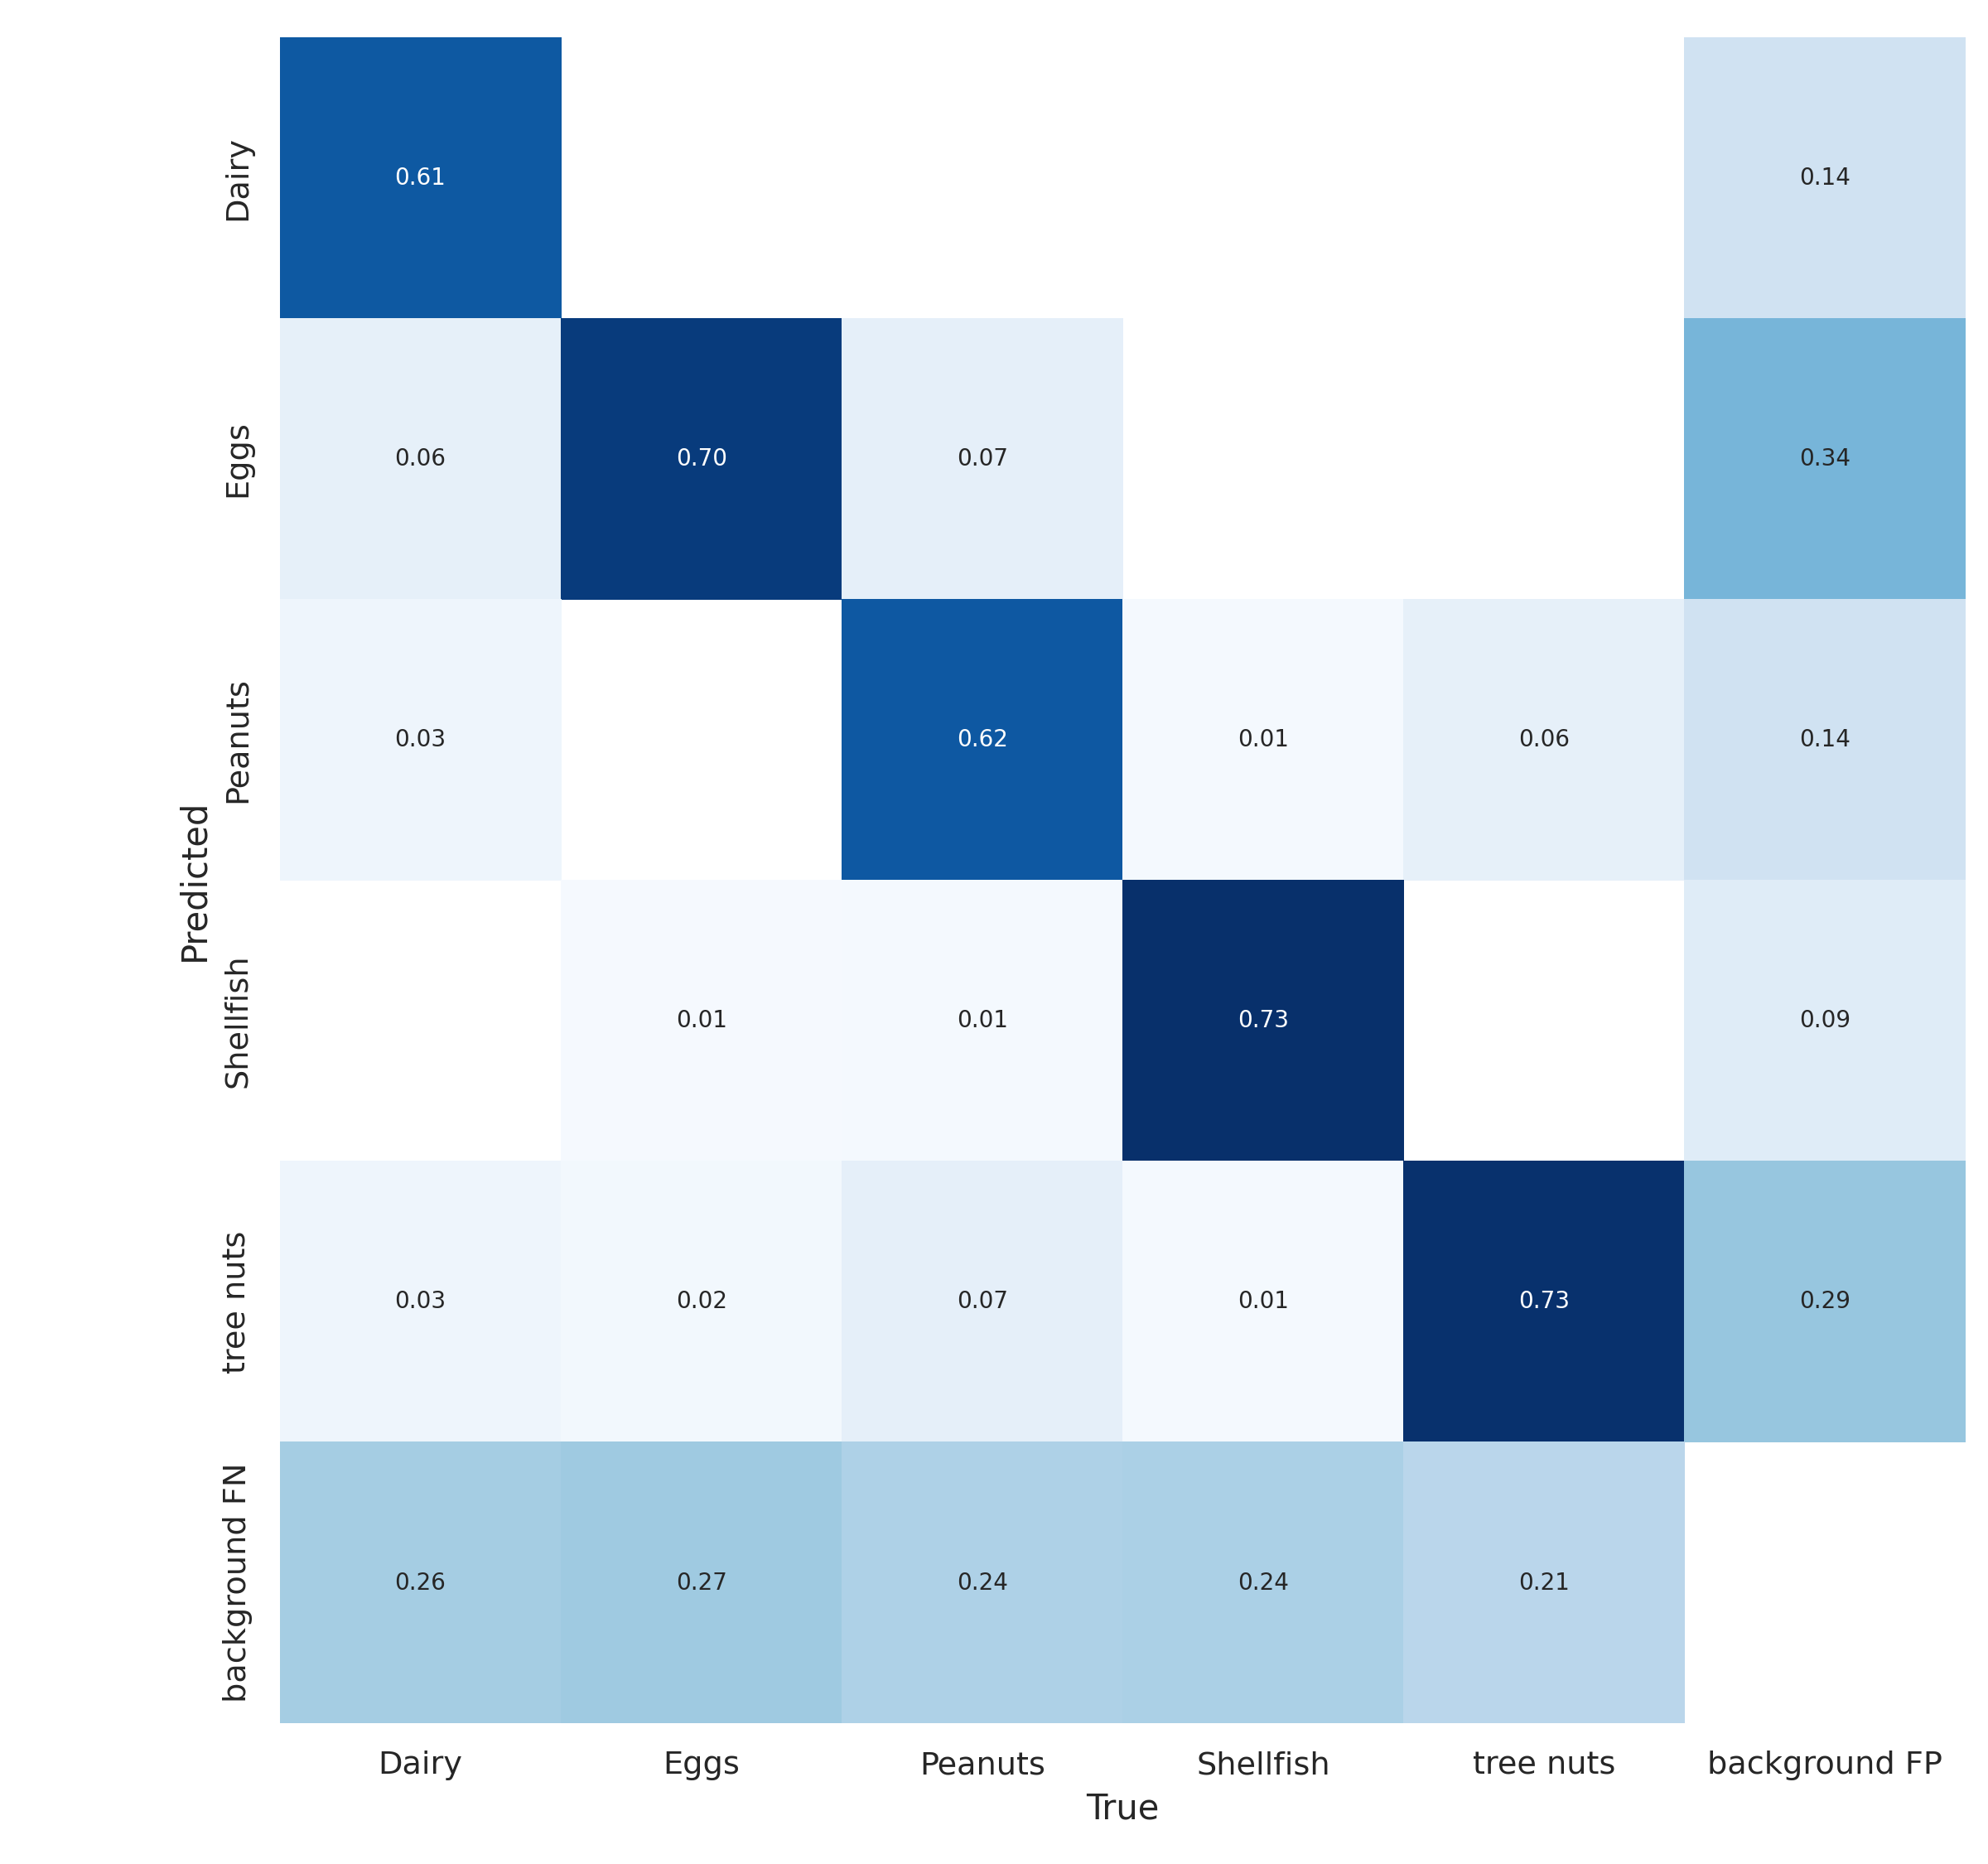 Dairy 0.61 0.14
Eggs 0.06 0.70 0.07 0.34
Peanuts 0.03 0.62 0.01 0.06 0.14
Shellfish 0.01 0.01 0.73 0.09
tree nuts 0.03 0.02 0.07 0.01 0.73 0.29
background FN 0.26 0.27 0.24 0.24 0.21
Predicted
Dairy Eggs Peanuts Shellfish tree nuts background FP
True